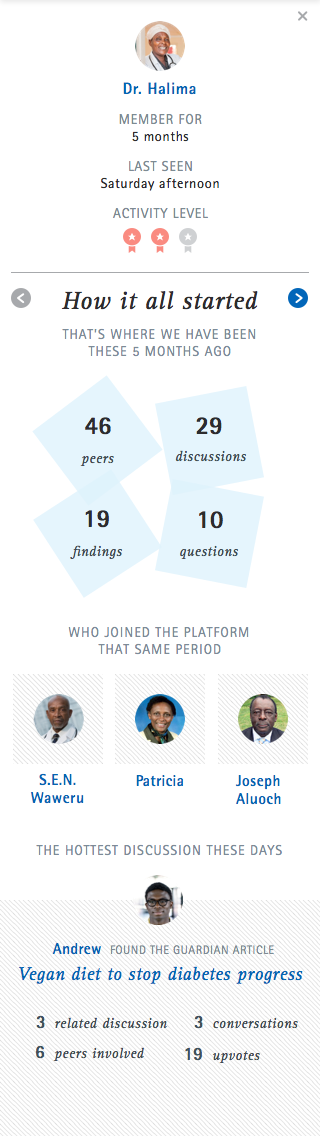 Dr. Halima
MEMBER FOR
5 months
LAST SEEN
Saturday afternoon
ACTIVITY LEVEL
How it all started
THAT'S WHERE WE HAVE BEEN
THESE 5 MONTHS AGO
46
peers
29
discussions
19
findings
10
questions
WHO JOINED THE PLATFORM
THAT SAME PERIOD
S.E.N.
Waweru
Patricia
Joseph
Aluoch
THE HOTTEST DISCUSSION THESE DAYS
Andrew FOUND THE GUARDIAN ARTICLE
Vegan diet to stop diabetes progress
3 related discussion
3 conversations
6 peers involved
19 upvotes